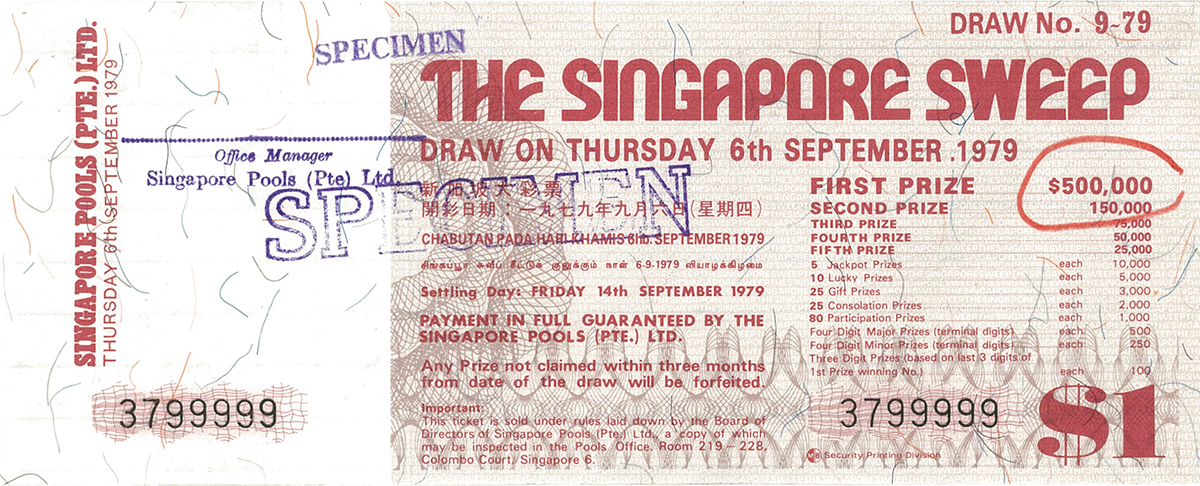 SINGAPORE POOLS (PTE.) LTD.
THURSDAY 6th SEPTEMBER 1979
3799999
SPECIMEN
Office Manager
Singapore Pools (Pte) Ltd.
SPECIMEN
DRAW No. 9-79
THE SINGAPORE SWEEP
DRAW ON THURSDAY 6th SEPTEMBER .1979
新加坡大彩票
開彩日期：一九七九年九月六日(星期四)
CHABUTAN PADA HARI KHAMIS 6hb. SEPTEMBER 1979
சிங்கப்பூர் சுவீப் சீட்டுக் குலுக்கும் நாள் 6-9-1979 வியாழக்கிழமை
Settling Day: FRIDAY 14th SEPTEMBER 1979
PAYMENT IN FULL GUARANTEED BY THE
SINGAPORE POOLS (PTE.) LTD.
Any Prize not claimed within three months
from date of the draw will be forfeited.
Important:
This ticket is sold under rules laid down by the Board of
Directors of Singapore Pools (Pte.) Ltd., a copy of which
may be inspected in the Pools Office. Room 219-228,
Colombo Court, Singapore 6.
FIRST PRIZE $500,000
SECOND PRIZE 150,000
THIRD PRIZE 75,000
FOURTH PRIZE 50,000
FIFTH PRIZE 25,000
5 Jackpot Prizes each 10,000
10 Lucky Prizes each 5,000
25 Gift Prizes each 3,000
25 Consolation Prizes each 2,000
80 Participation Prizes each 1,000
Four Digit Major Prizes (terminal digits) each 500
Four Digit Minor Prizes (terminal digits) each 250
Three Digit Prizes (based on last 3 digits of
1st Prize winning No.) each 100
3799999
$1
Security Printing Division